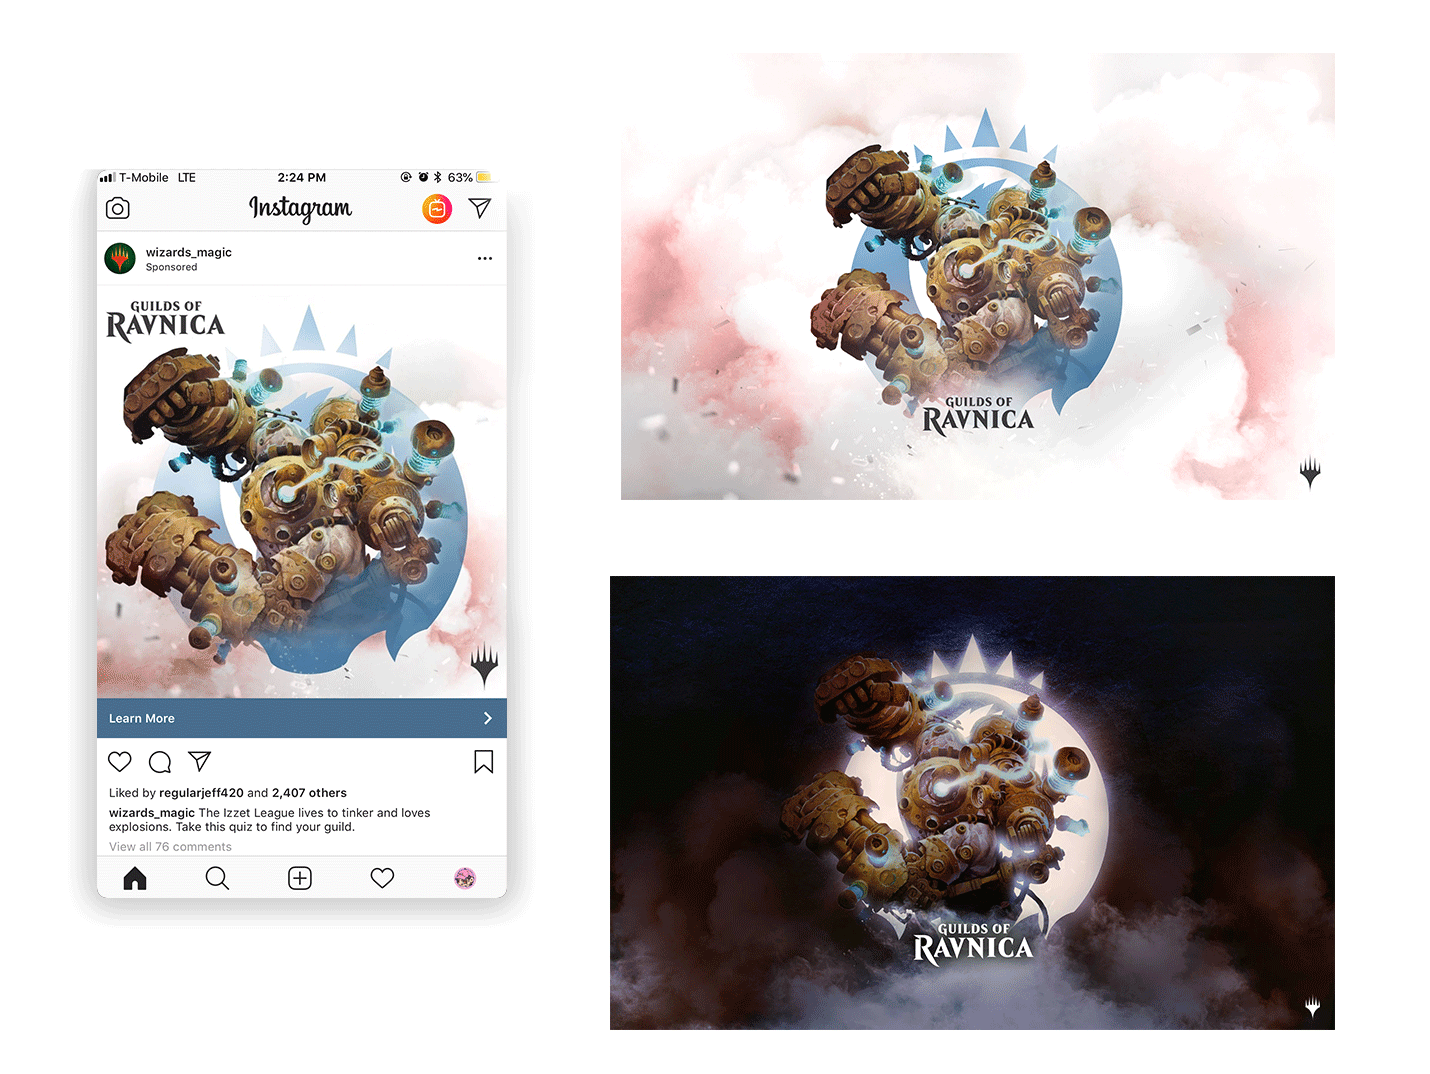 T-Mobile LTE 2:24 PM 63%
Instagram
wizards_magic
Sponsored
GUILDS OF
RAVNICA
Learn More
Liked by regularjeff420 and 2,407 others
wizards_magic The Izzet League lives to tinker and loves
explosions. Take this quiz to find your guild.
View all 76 comments
GUILDS OF
RAVNICA
GUILDS OF
RAVNICA